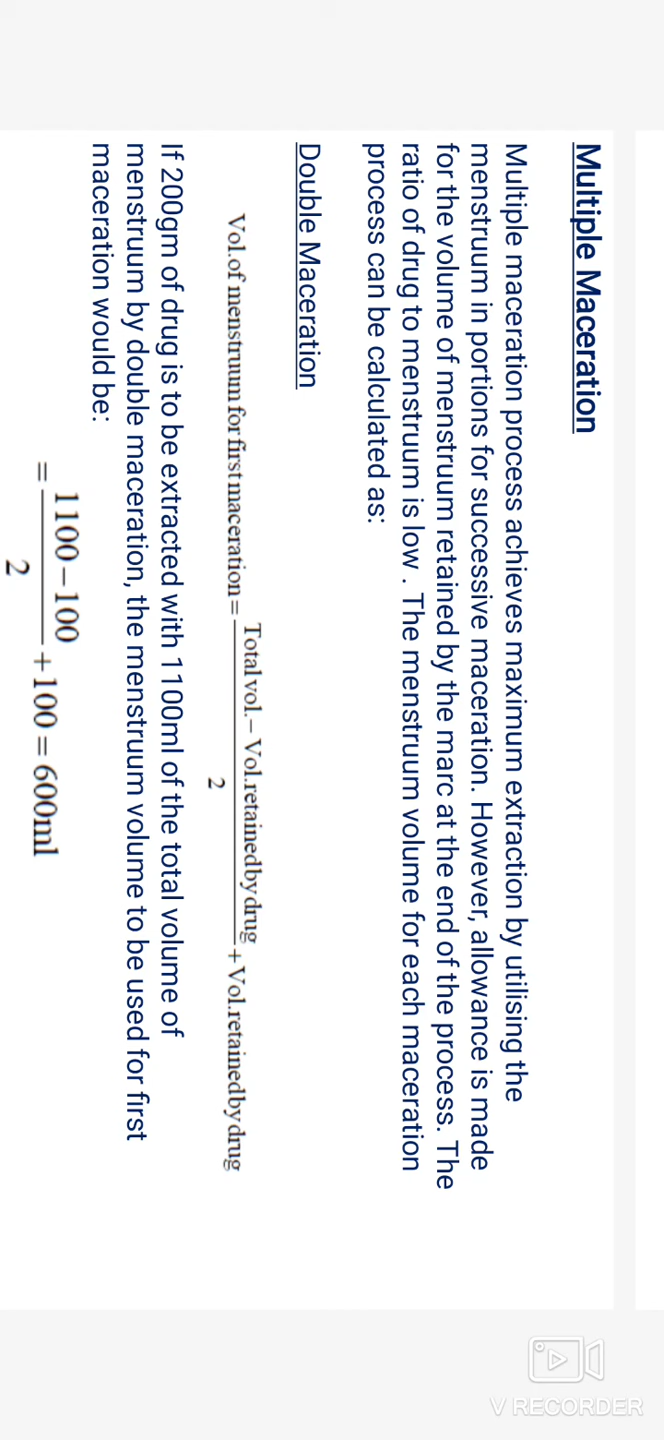 Multiple Maceration
Multiple maceration process achieves maximum extraction by utilising the
menstruum in portions for successive maceration. However, allowance is made
for the volume of menstruum retained by the marc at the end of the process. The
ratio of drug to menstruum is low . The menstruum volume for each maceration
process can be calculated as:
Double Maceration
Vol.of menstruum for first maceration = (Total vol. – Vol.retainedbydrug) / 2 + Vol.retainedbydrug
If 200gm of drug is to be extracted with 1100ml of the total volume of
menstruum by double maceration, the menstruum volume to be used for first
maceration would be:
= (1100 – 100) / 2 + 100 = 600ml
V RECORDER